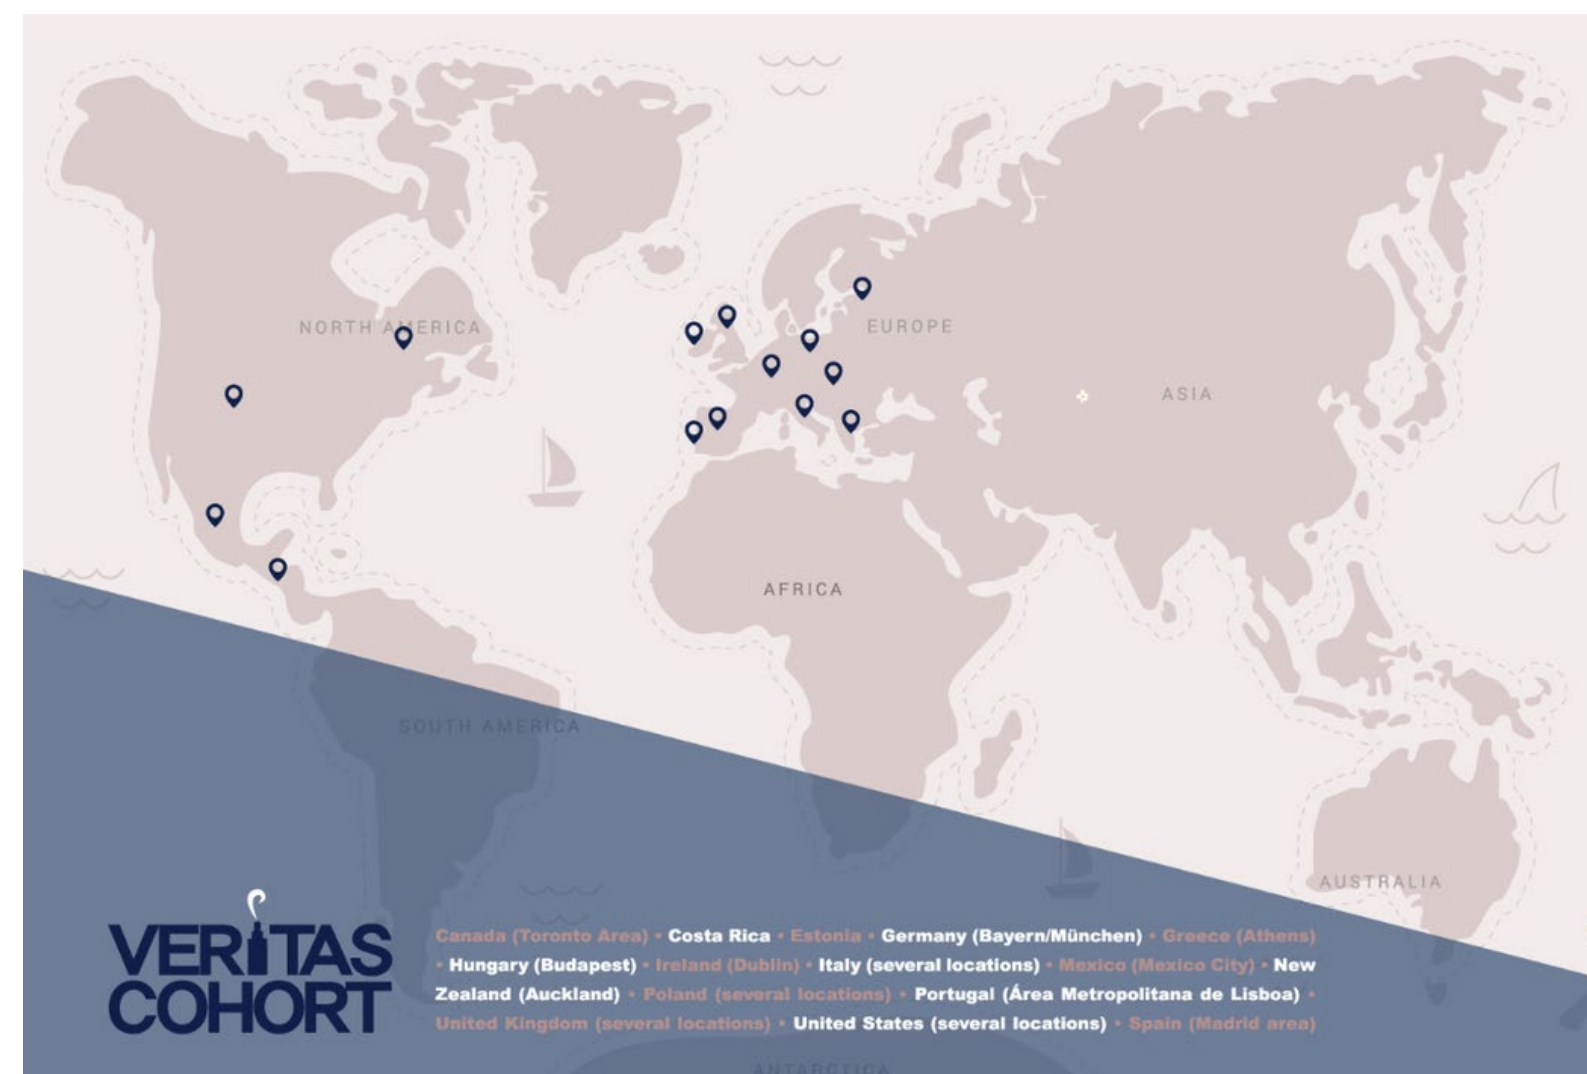 NORTH AMERICA
EUROPE
ASIA
AFRICA
SOUTH AMERICA
AUSTRALIA
VERITAS
COHORT
Canada (Toronto Area) • Costa Rica • Estonia • Germany (Bayern/München) • Greece (Athens)
• Hungary (Budapest) • Ireland (Dublin) • Italy (several locations) • Mexico (Mexico City) • New
Zealand (Auckland) • Poland (several locations) • Portugal (Área Metropolitana de Lisboa) •
United Kingdom (several locations) • United States (several locations) • Spain (Madrid area)
ANTARCTICA